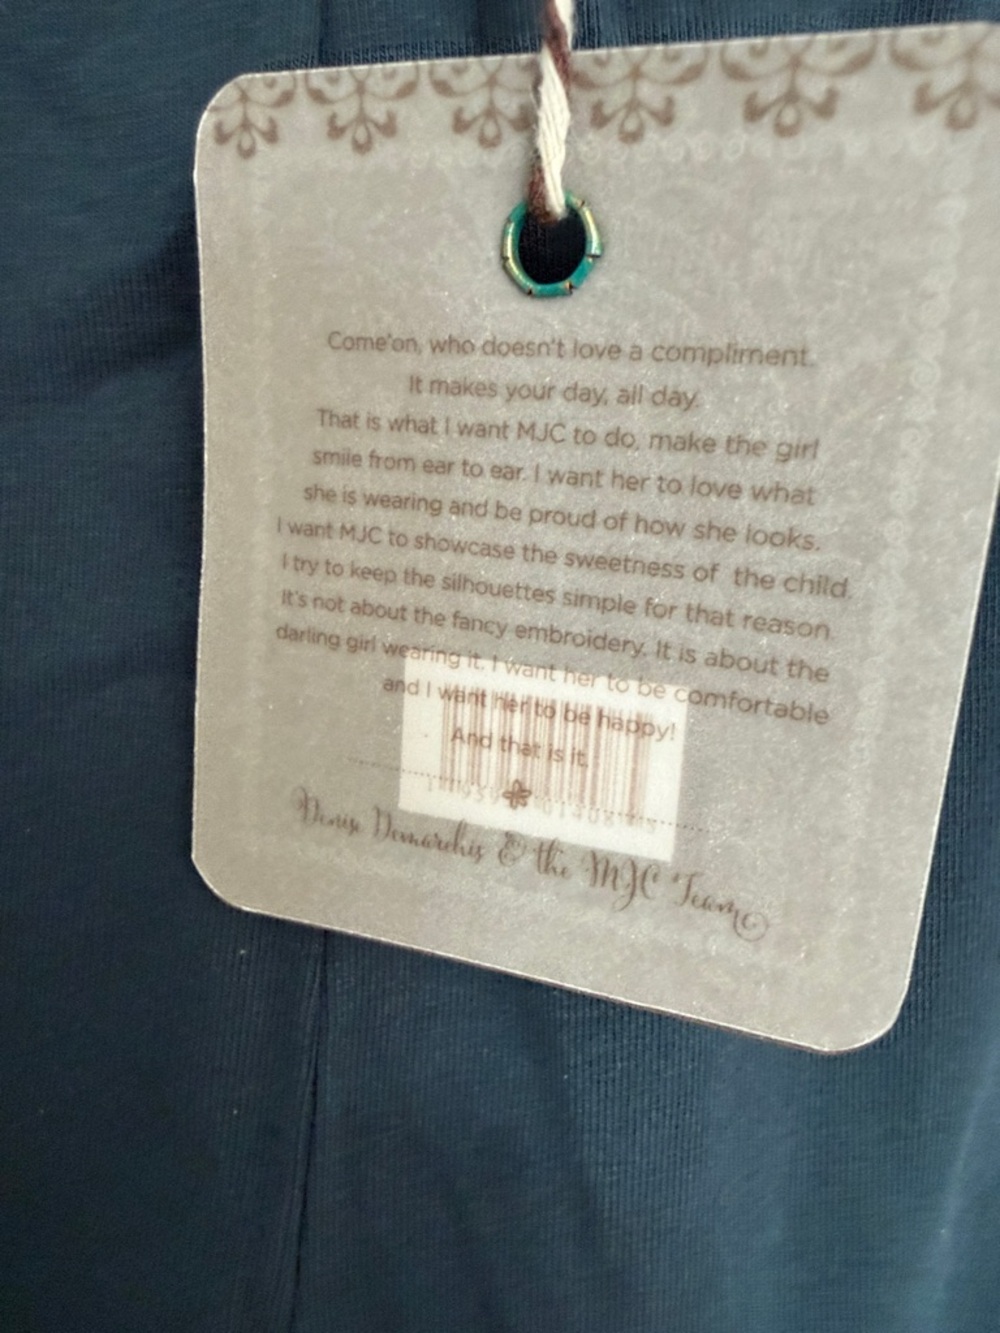 Come'on, who doesn't love a compliment.
It makes your day, all day.
That is what I want MJC to do, make the girl
smile from ear to ear. I want her to love what
she is wearing and be proud of how she looks.
I want MJC to showcase the sweetness of the child.
I try to keep the silhouettes simple for that reason.
It's not about the fancy embroidery. It is about the
darling girl wearing it. I want her to be comfortable
and I want her to be happy!
And that is it.
Denise Demarchis & the MJC Team